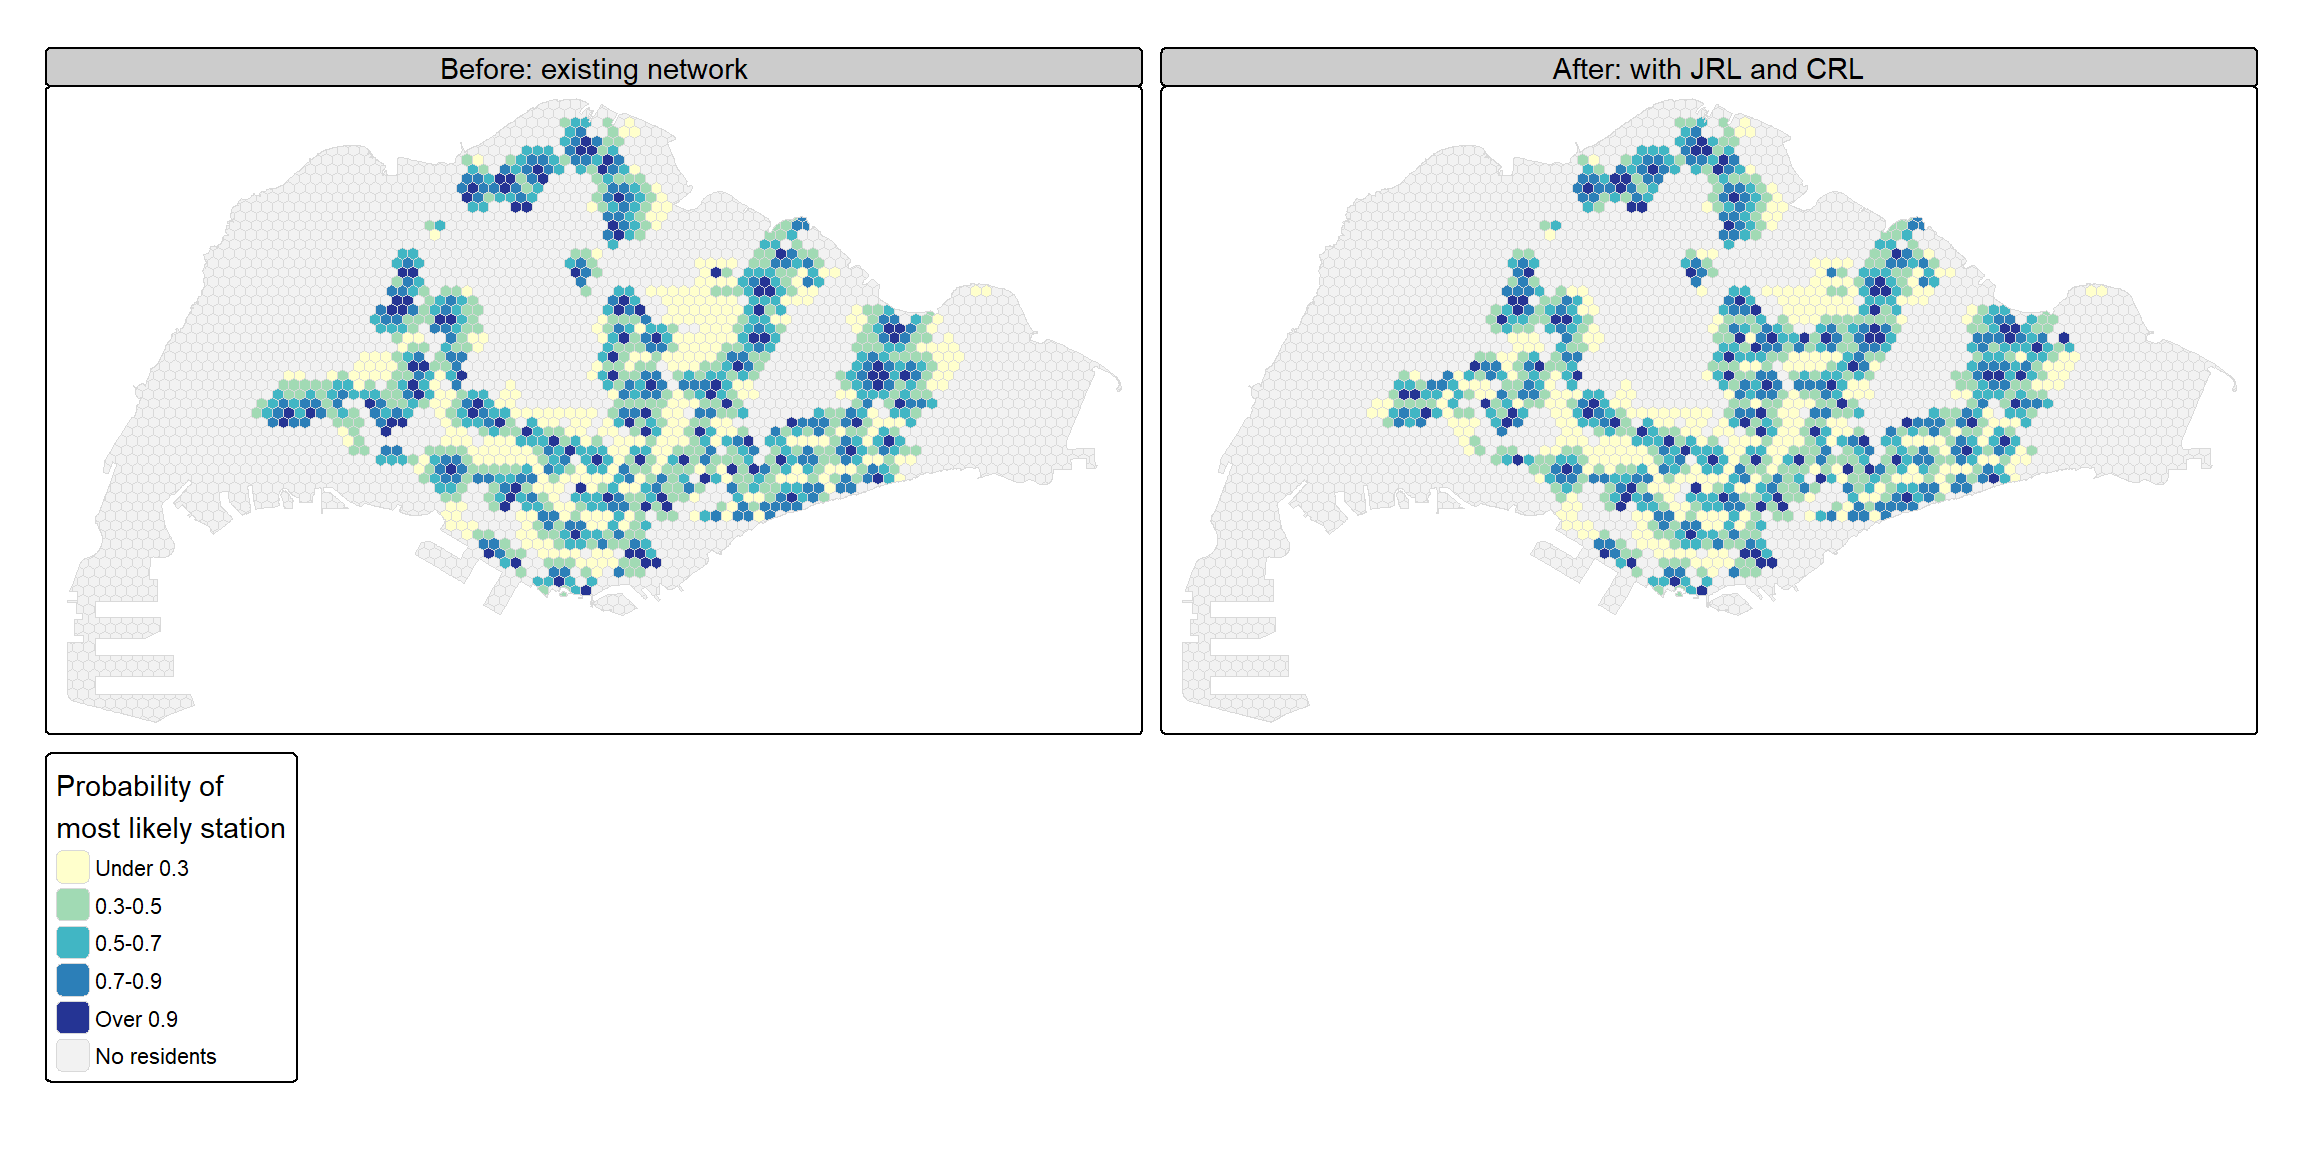 Before: existing network
After: with JRL and CRL
Probability of
most likely station
Under 0.3
0.3-0.5
0.5-0.7
0.7-0.9
Over 0.9
No residents